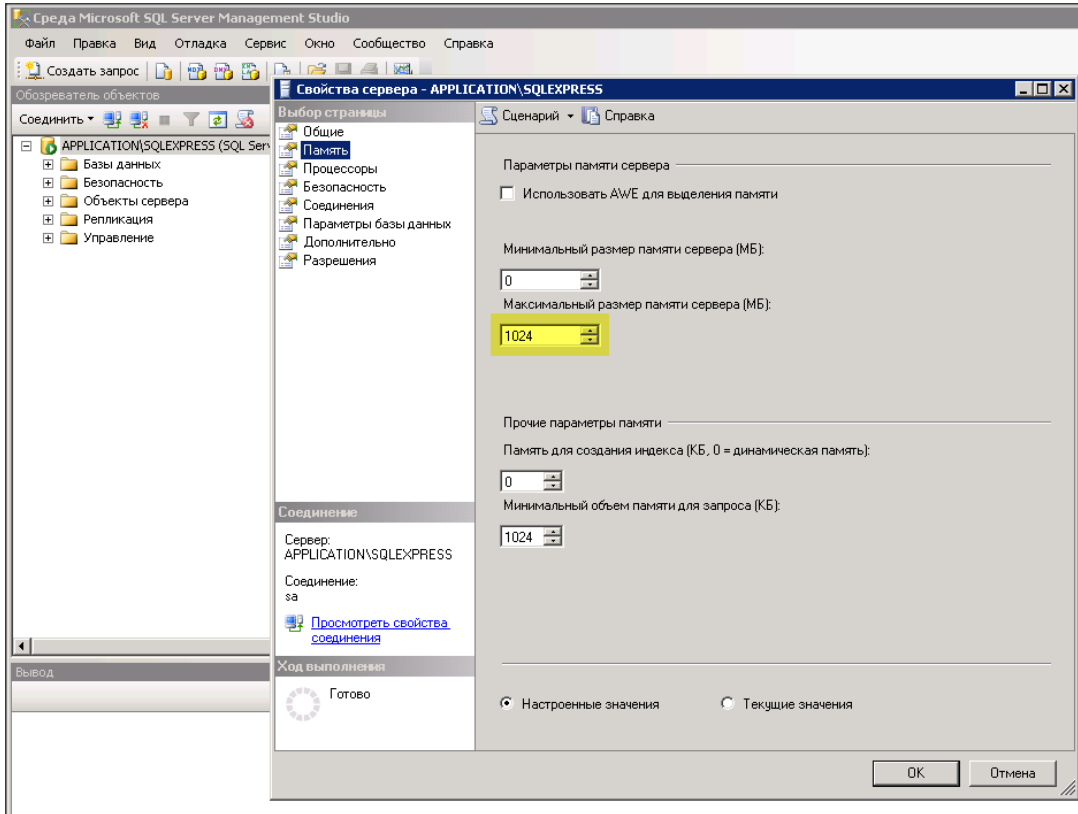 Среда Microsoft SQL Server Management Studio
Файл Правка Вид Отладка Сервис Окно Сообщество Справка
Создать запрос
Обозреватель объектов
Соединить
APPLICATION\SQLEXPRESS (SQL Ser
Базы данных
Безопасность
Объекты сервера
Репликация
Управление
Вывод
Свойства сервера - APPLICATION\SQLEXPRESS
Выбор страницы
Общие
Память
Процессоры
Безопасность
Соединения
Параметры базы данных
Дополнительно
Разрешения
Соединение
Сервер:
APPLICATION\SQLEXPRESS
Соединение:
sa
Просмотреть свойства
соединения
Ход выполнения
Готово
Сценарий Справка
Параметры памяти сервера
Использовать AWE для выделения памяти
Минимальный размер памяти сервера (МБ):
0
Максимальный размер памяти сервера (МБ):
1024
Прочие параметры памяти
Память для создания индекса (КБ, 0 = динамическая память):
0
Минимальный объем памяти для запроса (КБ):
1024
Настроенные значения Текущие значения
OK Отмена